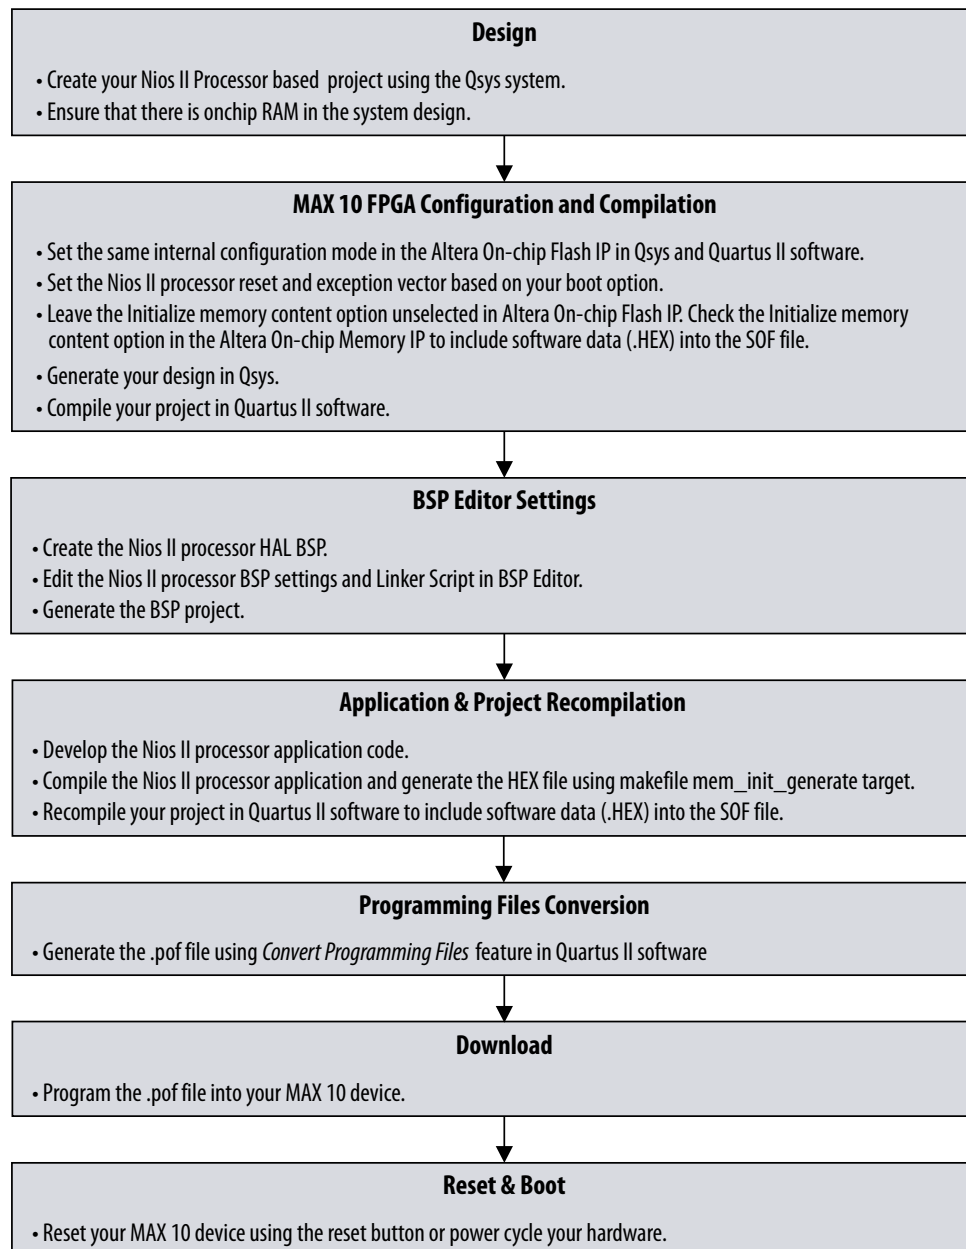 Design
• Create your Nios II Processor based project using the Qsys system.
• Ensure that there is onchip RAM in the system design.
MAX 10 FPGA Configuration and Compilation
• Set the same internal configuration mode in the Altera On-chip Flash IP in Qsys and Quartus II software.
• Set the Nios II processor reset and exception vector based on your boot option.
• Leave the Initialize memory content option unselected in Altera On-chip Flash IP. Check the Initialize memory
content option in the Altera On-chip Memory IP to include software data (.HEX) into the SOF file.
• Generate your design in Qsys.
• Compile your project in Quartus II software.
BSP Editor Settings
• Create the Nios II processor HAL BSP.
• Edit the Nios II processor BSP settings and Linker Script in BSP Editor.
• Generate the BSP project.
Application & Project Recompilation
• Develop the Nios II processor application code.
• Compile the Nios II processor application and generate the HEX file using makefile mem_init_generate target.
• Recompile your project in Quartus II software to include software data (.HEX) into the SOF file.
Programming Files Conversion
• Generate the .pof file using Convert Programming Files feature in Quartus II software
Download
• Program the .pof file into your MAX 10 device.
Reset & Boot
• Reset your MAX 10 device using the reset button or power cycle your hardware.